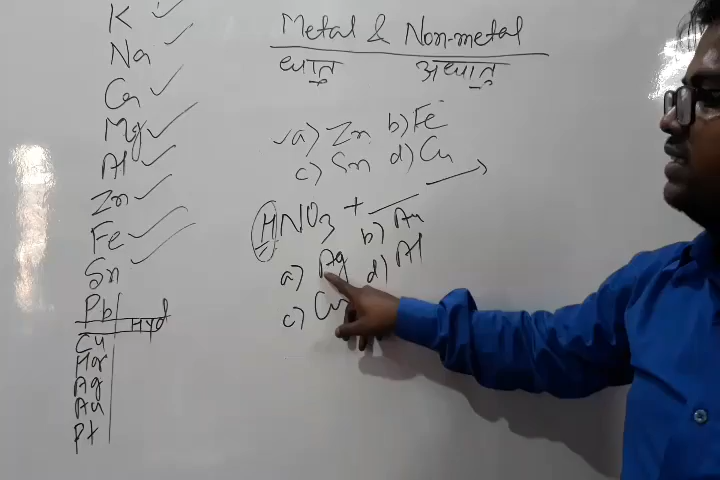 K ✓
Na ✓
Ca ✓
Mg ✓
Al ✓
Zn ✓
Fe ✓
Sn ✓
Pb
Hyd
Cu
Hg
Ag
Au
Pt
Metal & Non-metal
धातु अधातु
✓a) Zn b) Fe
c) Sn d) Cu
HNO3 + ⟶
a) Ag b) Au
c) Cu d) Al